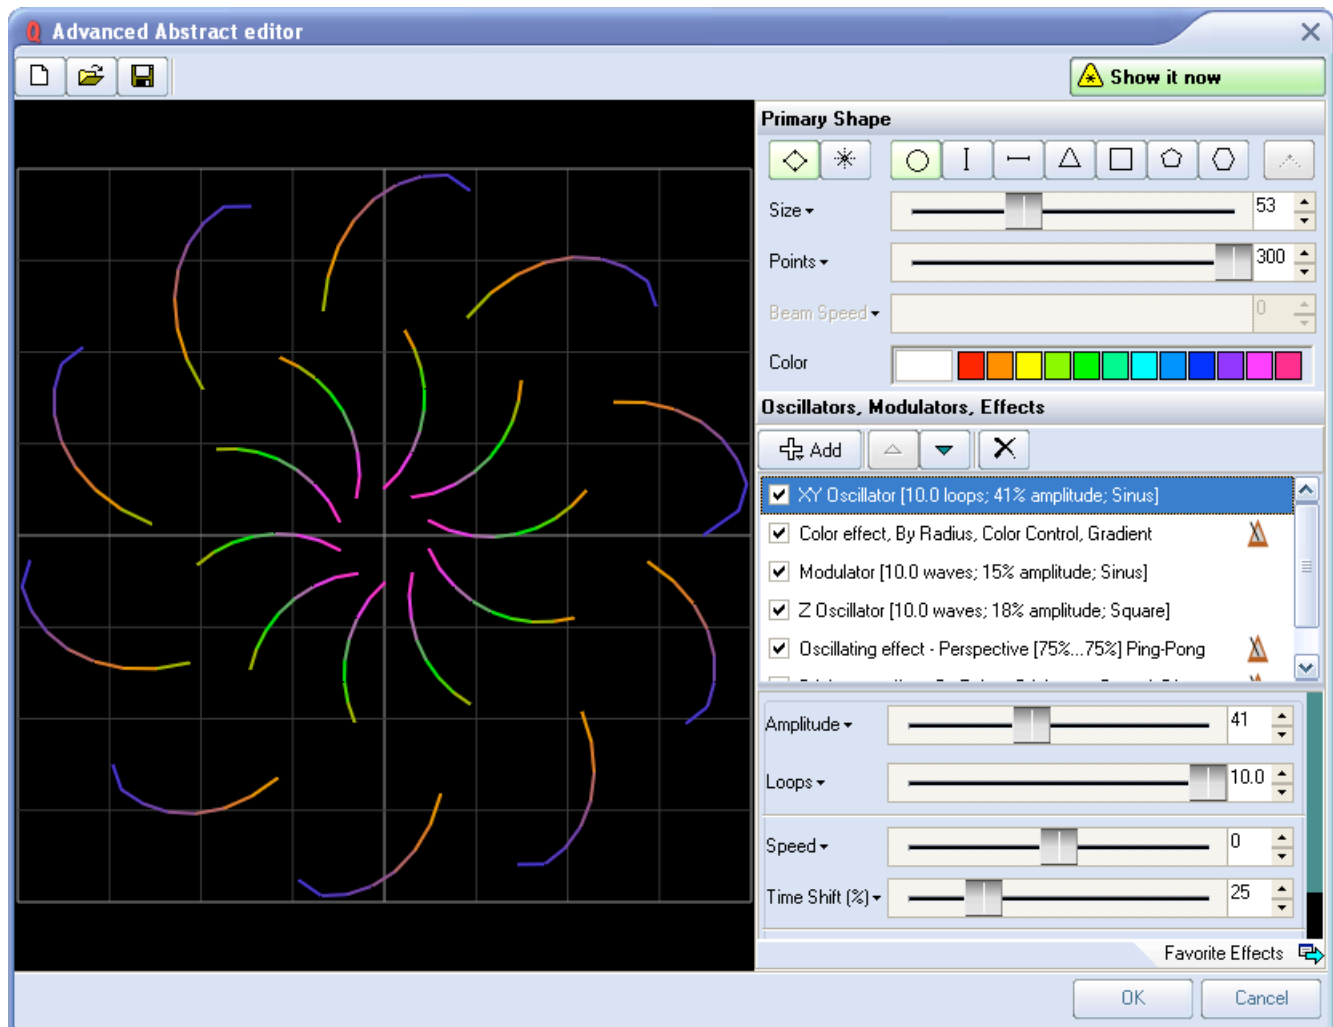 Advanced Abstract editor
Show it now
Primary Shape
Size 53
Points 300
Beam Speed 0
Color
Oscillators, Modulators, Effects
Add
XY Oscillator [10.0 loops; 41% amplitude; Sinus]
Color effect, By Radius, Color Control, Gradient
Modulator [10.0 waves; 15% amplitude; Sinus]
Z Oscillator [10.0 waves; 18% amplitude; Square]
Oscillating effect - Perspective [75%...75%] Ping-Pong
Amplitude 41
Loops 10.0
Speed 0
Time Shift (%) 25
Favorite Effects
OK Cancel